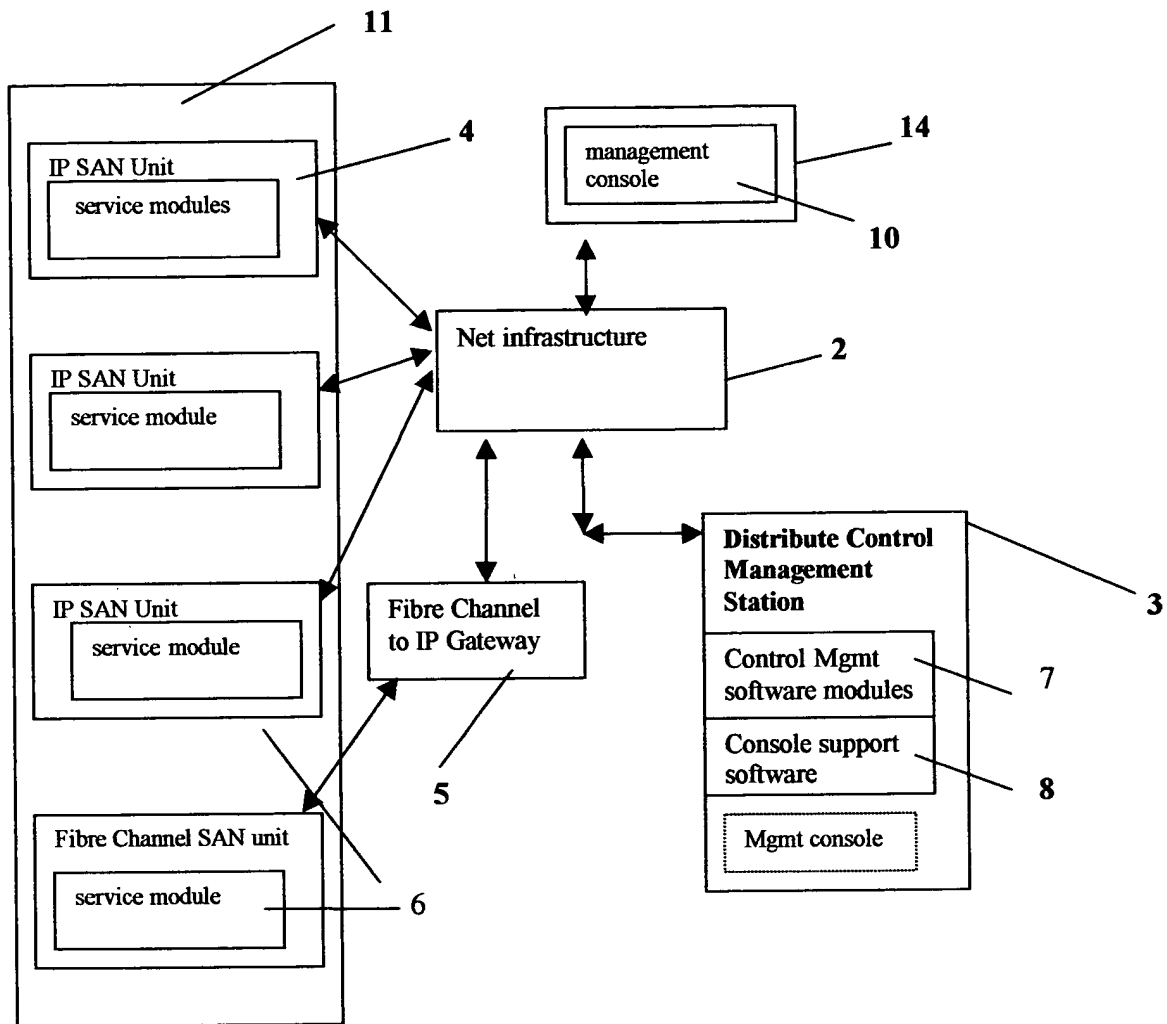 11
IP SAN Unit
service modules
4
management
console
14
10
IP SAN Unit
service module
Net infrastructure
2
IP SAN Unit
service module
Fibre Channel
to IP Gateway
5
Distribute Control
Management
Station
3
Control Mgmt
software modules
7
Console support
software
8
Mgmt console
Fibre Channel SAN unit
service module
6